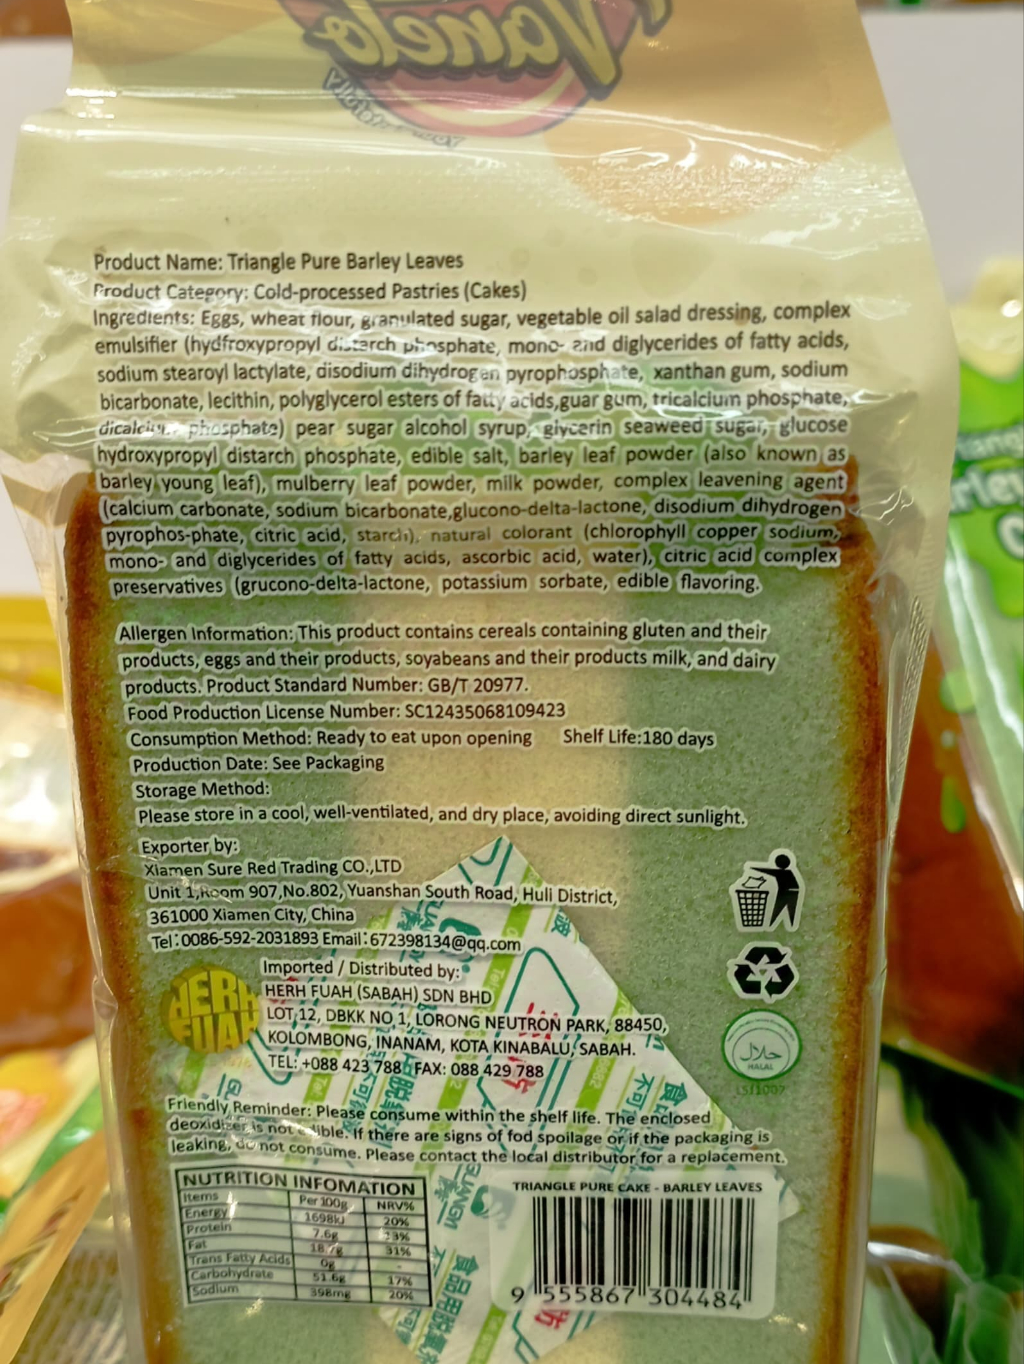 Yanelo
Product Name: Triangle Pure Barley Leaves
Product Category: Cold-processed Pastries (Cakes)
Ingredients: Eggs, wheat flour, granulated sugar, vegetable oil salad dressing, complex
emulsifier (hydfroxypropyl distarch phosphate, mono- and diglycerides of fatty acids,
sodium stearoyl lactylate, disodium dihydrogen pyrophosphate, xanthan gum, sodium
bicarbonate, lecithin, polyglycerol esters of fatty acids,guar gum, tricalcium phosphate,
dicalcium phosphate) pear sugar alcohol syrup, glycerin seaweed sugar, glucose
hydroxypropyl distarch phosphate, edible salt, barley leaf powder (also known as
barley young leaf), mulberry leaf powder, milk powder, complex leavening agent
(calcium carbonate, sodium bicarbonate,glucono-delta-lactone, disodium dihydrogen
pyrophos-phate, citric acid, starch), natural colorant (chlorophyll copper sodium,
mono- and diglycerides of fatty acids, ascorbic acid, water), citric acid complex
preservatives (grucono-delta-lactone, potassium sorbate, edible flavoring.
Allergen Information: This product contains cereals containing gluten and their
products, eggs and their products, soyabeans and their products milk, and dairy
products. Product Standard Number: GB/T 20977.
Food Production License Number: SC12435068109423
Consumption Method: Ready to eat upon opening Shelf Life:180 days
Production Date: See Packaging
Storage Method:
Please store in a cool, well-ventilated, and dry place, avoiding direct sunlight.
Exporter by:
Xiamen Sure Red Trading CO.,LTD
Unit 1,Room 907,No.802, Yuanshan South Road, Huli District,
361000 Xiamen City, China
Tel:0086-592-2031893 Email:672398134@qq.com
HERH
FUAH
Imported / Distributed by:
HERH FUAH (SABAH) SDN BHD
LOT 12, DBKK NO 1, LORONG NEUTRON PARK, 88450,
KOLOMBONG, INANAM, KOTA KINABALU, SABAH.
TEL: +088 423 788 FAX: 088 429 788
حلال
HALAL
Friendly Reminder: Please consume within the shelf life. The enclosed
deoxidizer is not edible. If there are signs of fod spoilage or if the packaging is
leaking, do not consume. Please contact the local distributor for a replacement.
NUTRITION INFOMATION
Items Per 100g NRV%
Energy 1698kJ 20%
Protein 7.6g 13%
Fat 18.7g 31%
Trans Fatty Acids 0g -
Carbohydrate 51.6g 17%
Sodium 398mg 20%
TRIANGLE PURE CAKE - BARLEY LEAVES
9 555867 304484